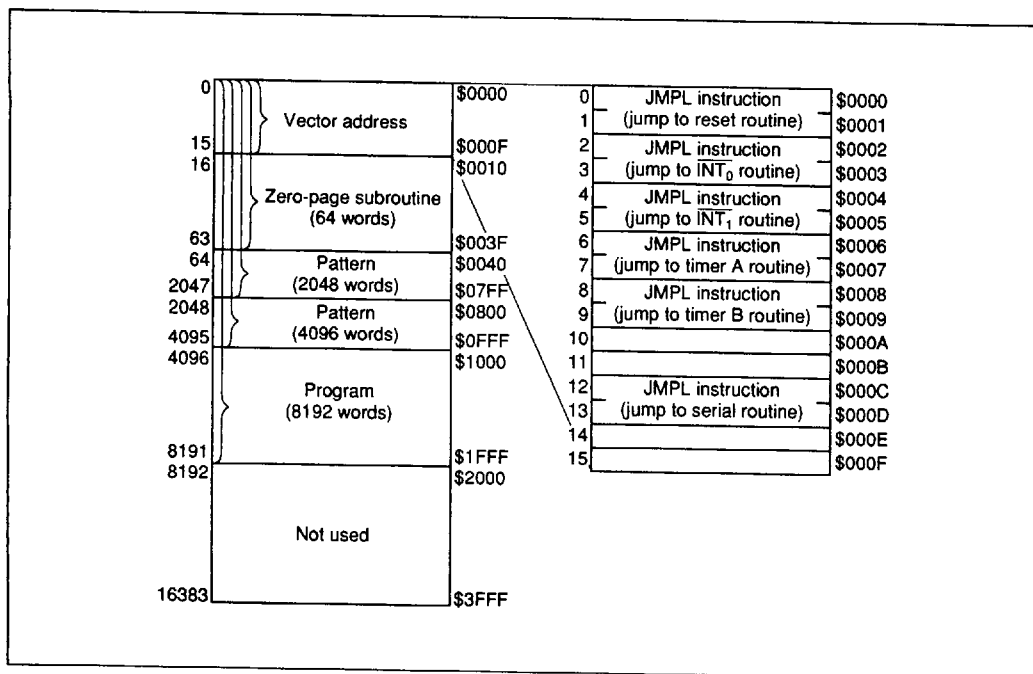 0
$0000
Vector address
15
$000F
16
$0010
Zero-page subroutine
(64 words)
63
$003F
64
$0040
Pattern
(2048 words)
2047
$07FF
2048
$0800
Pattern
(4096 words)
4095
$0FFF
4096
$1000
Program
(8192 words)
8191
$1FFF
8192
$2000
Not used
16383
$3FFF
0 JMPL instruction $0000
1 (jump to reset routine) $0001
2 JMPL instruction $0002
3 (jump to INT₀ routine) $0003
4 JMPL instruction $0004
5 (jump to INT₁ routine) $0005
6 JMPL instruction $0006
7 (jump to timer A routine) $0007
8 JMPL instruction $0008
9 (jump to timer B routine) $0009
10 $000A
11 $000B
12 JMPL instruction $000C
13 (jump to serial routine) $000D
14 $000E
15 $000F